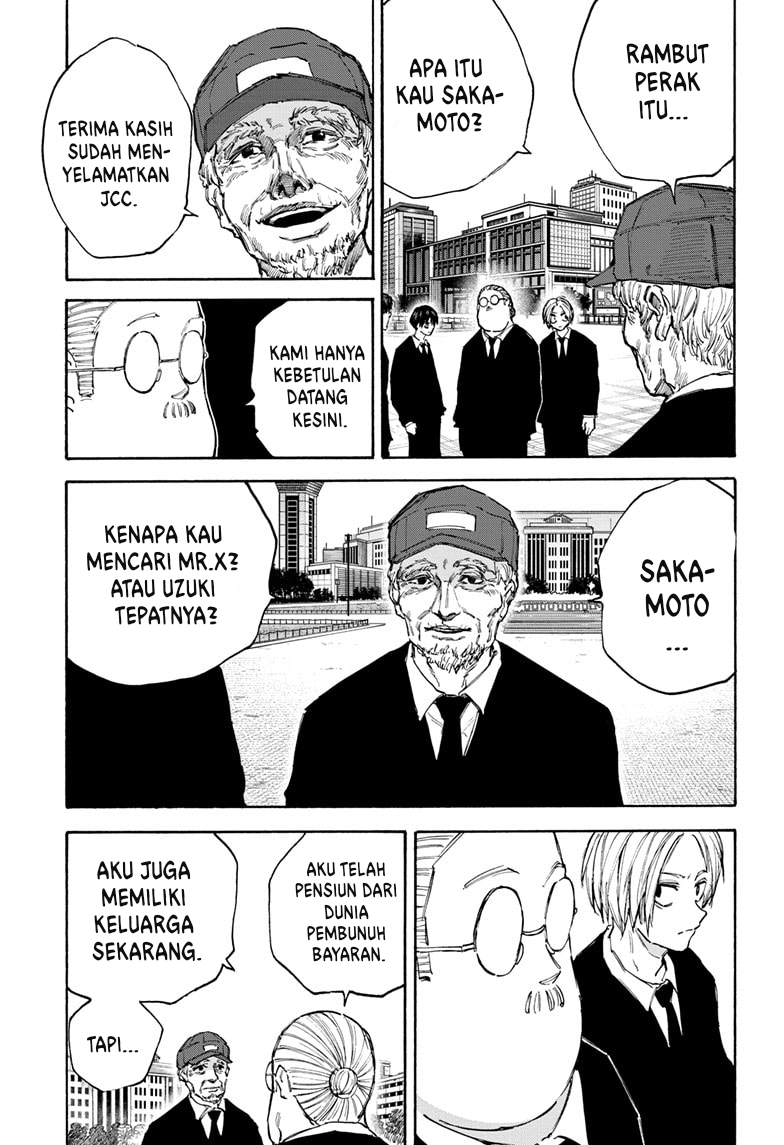 RAMBUT
PERAK
ITU...
APA ITU
KAU SAKA-
MOTO?
TERIMA KASIH
SUDAH MEN-
YELAMATKAN
JCC.
KAMI HANYA
KEBETULAN
DATANG
KESINI.
SAKA-
MOTO
...
KENAPA KAU
MENCARI MR.X?
ATAU UZUKI
TEPATNYA?
AKU TELAH
PENSIUN DARI
DUNIA
PEMBUNUH
BAYARAN.
AKU JUGA
MEMILIKI
KELUARGA
SEKARANG.
TAPI...